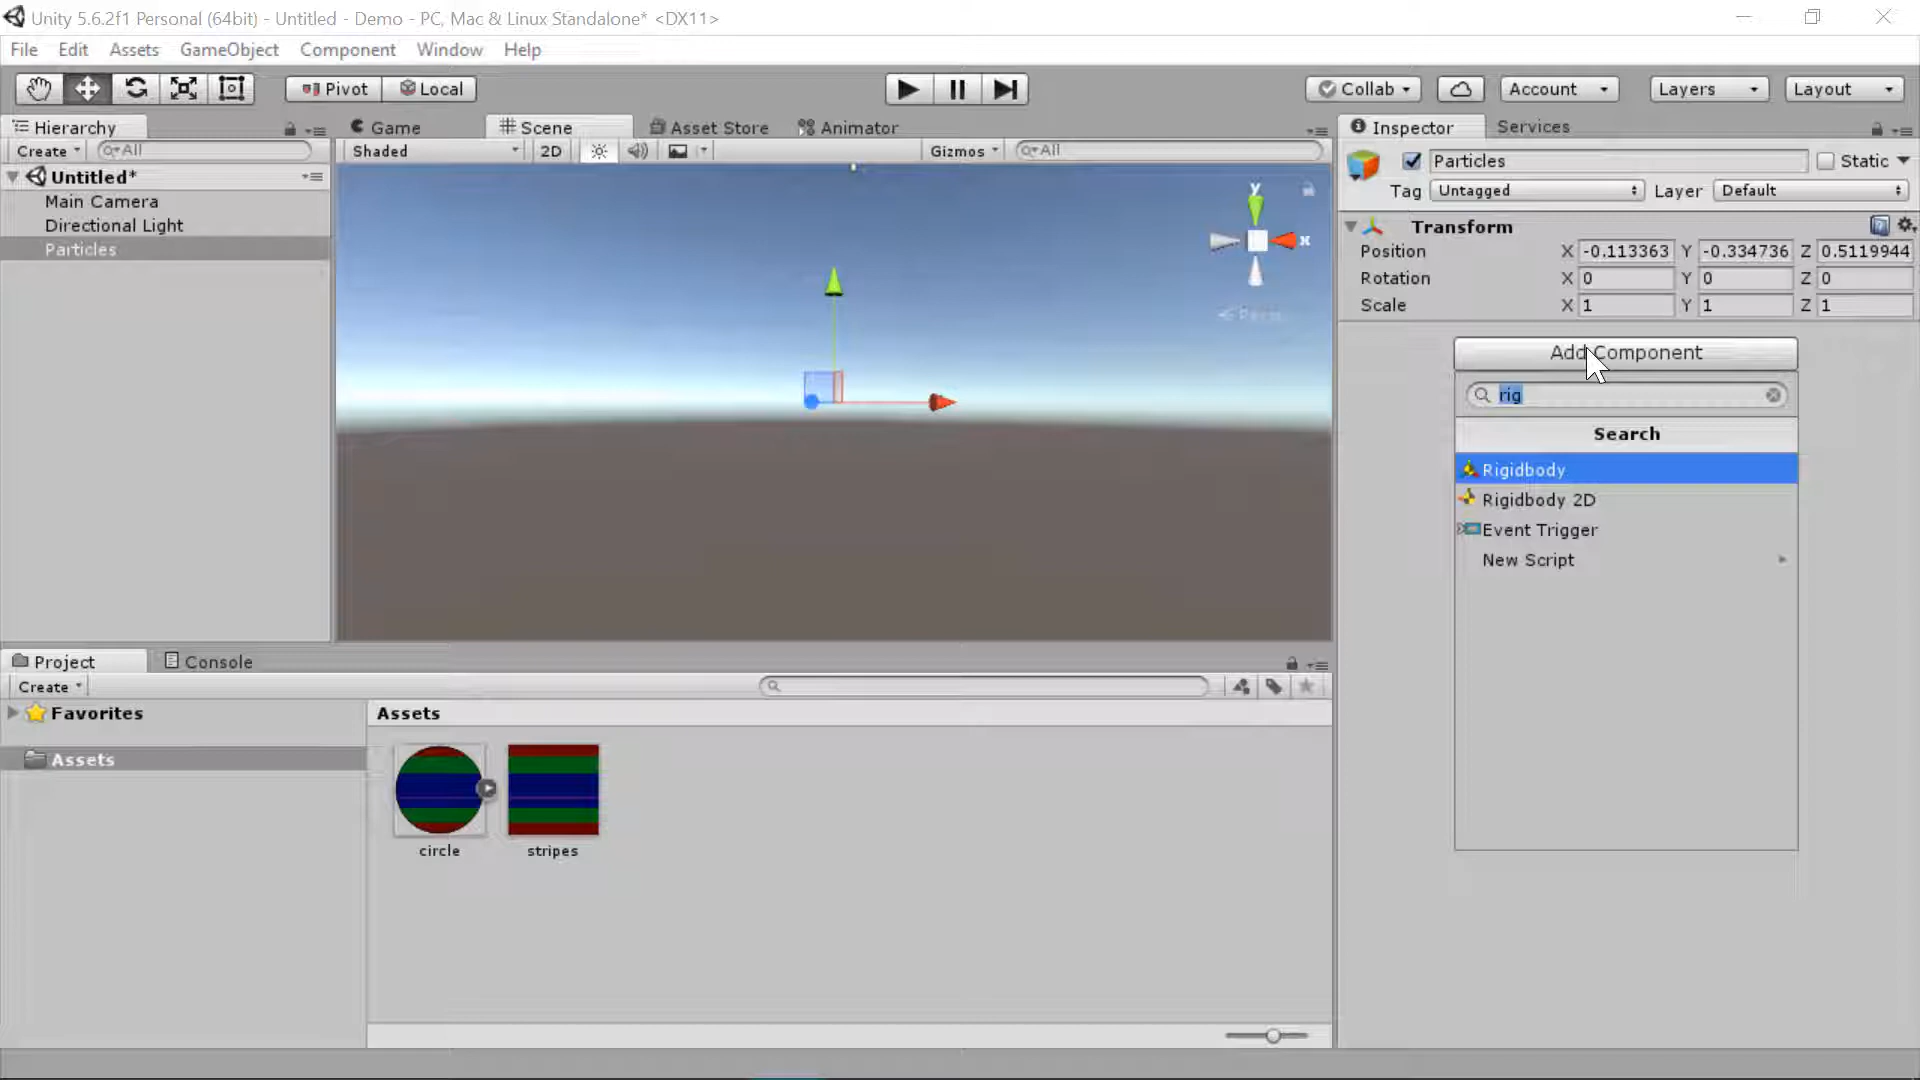 Unity 5.6.2f1 Personal (64bit) - Untitled - Demo - PC, Mac & Linux Standalone* <DX11>
File Edit Assets GameObject Component Window Help
Pivot Local Collab Account Layers Layout
Hierarchy Game Scene Asset Store Animator Inspector Services
Create All Shaded 2D Gizmos All
Particles Static
Untitled*
Tag Untagged Layer Default
Main Camera
Directional Light
Particles
y
x
Persp
Transform
Position X -0.113363 Y -0.334736 Z 0.5119944
Rotation X 0 Y 0 Z 0
Scale X 1 Y 1 Z 1
Add Component
rig
Search
Rigidbody
Rigidbody 2D
Event Trigger
New Script
Project Console
Create
Favorites
Assets
Assets
circle stripes